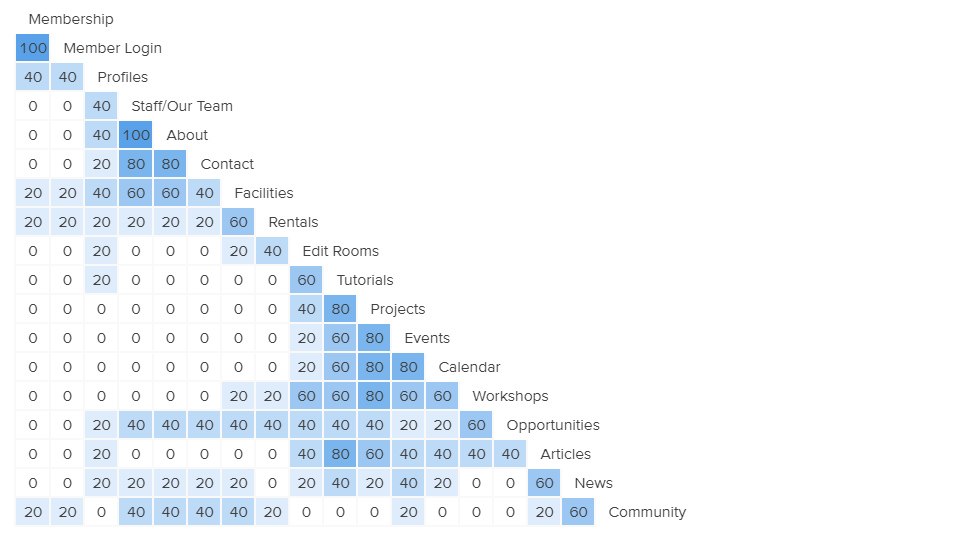 Membership
100 Member Login
40 40 Profiles
0 0 40 Staff/Our Team
0 0 40 100 About
0 0 20 80 80 Contact
20 20 40 60 60 40 Facilities
20 20 20 20 20 20 60 Rentals
0 0 20 0 0 0 20 40 Edit Rooms
0 0 20 0 0 0 0 0 60 Tutorials
0 0 0 0 0 0 0 0 40 80 Projects
0 0 0 0 0 0 0 0 20 60 80 Events
0 0 0 0 0 0 0 0 20 60 80 80 Calendar
0 0 0 0 0 0 20 20 60 60 80 60 60 Workshops
0 0 20 40 40 40 40 40 40 40 40 20 20 60 Opportunities
0 0 20 0 0 0 0 0 40 80 60 40 40 40 40 Articles
0 0 20 20 20 20 20 0 20 40 20 40 20 0 0 60 News
20 20 0 40 40 40 40 20 0 0 0 20 0 0 0 20 60 Community